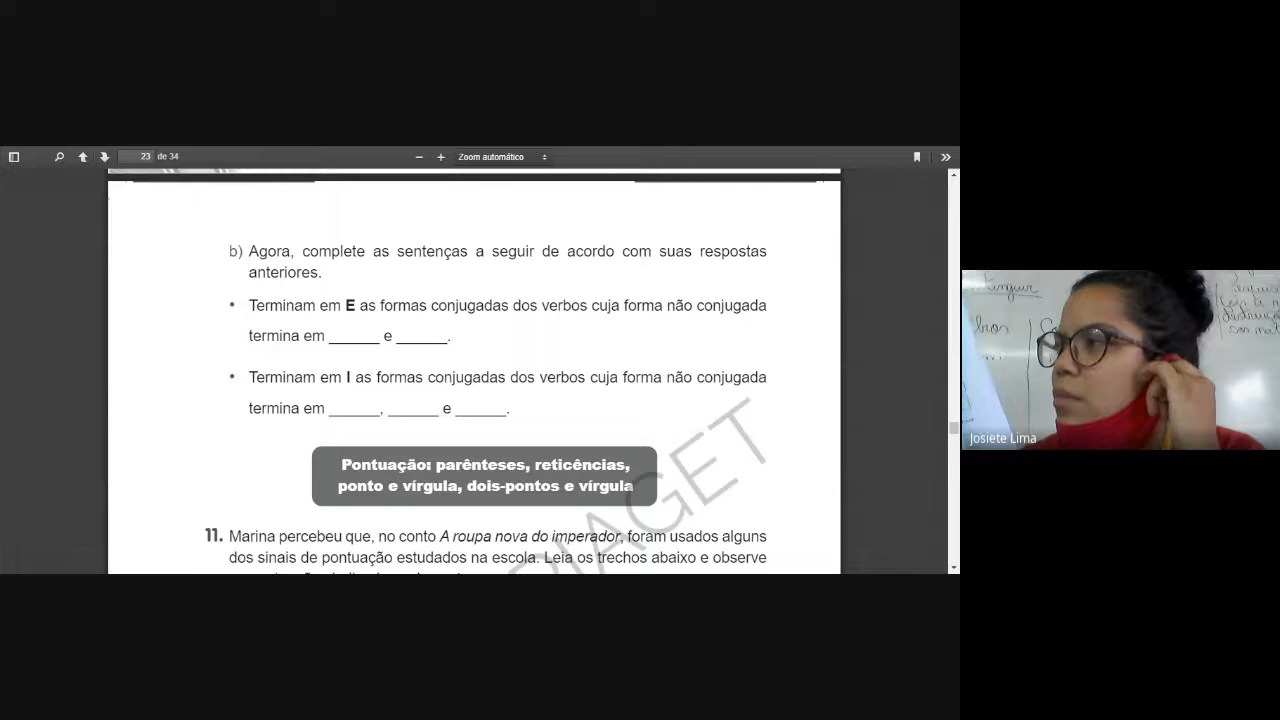 23 de 34
Zoom automático
b) Agora, complete as sentenças a seguir de acordo com suas respostas
anteriores.
• Terminam em E as formas conjugadas dos verbos cuja forma não conjugada
termina em ______ e ______.
• Terminam em I as formas conjugadas dos verbos cuja forma não conjugada
termina em ______, ______ e ______.
Pontuação: parênteses, reticências,
ponto e vírgula, dois-pontos e vírgula
11. Marina percebeu que, no conto A roupa nova do imperador, foram usados alguns
dos sinais de pontuação estudados na escola. Leia os trechos abaixo e observe
PIAGET
Josiete Lima